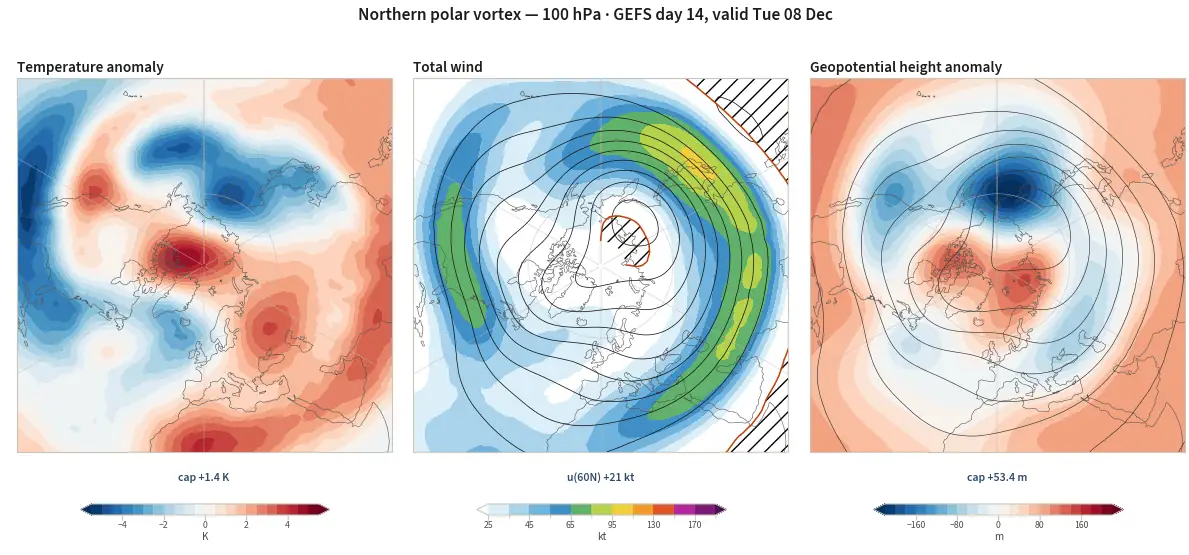 Northern polar vortex — 100 hPa · GEFS day 14, valid Tue 08 Dec
Temperature anomaly
Total wind
Geopotential height anomaly
cap +1.4 K
u(60N) +21 kt
cap +53.4 m
−4 −2 0 2 4
K
25 45 65 95 130 170
kt
−160 −80 0 80 160
m